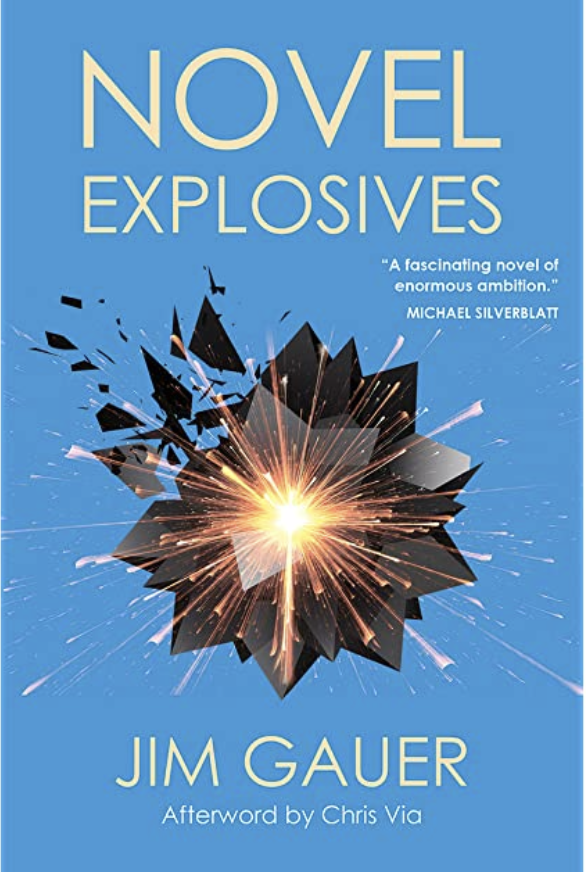 NOVEL
EXPLOSIVES
“A fascinating novel of
enormous ambition.”
MICHAEL SILVERBLATT
JIM GAUER
Afterword by Chris Via